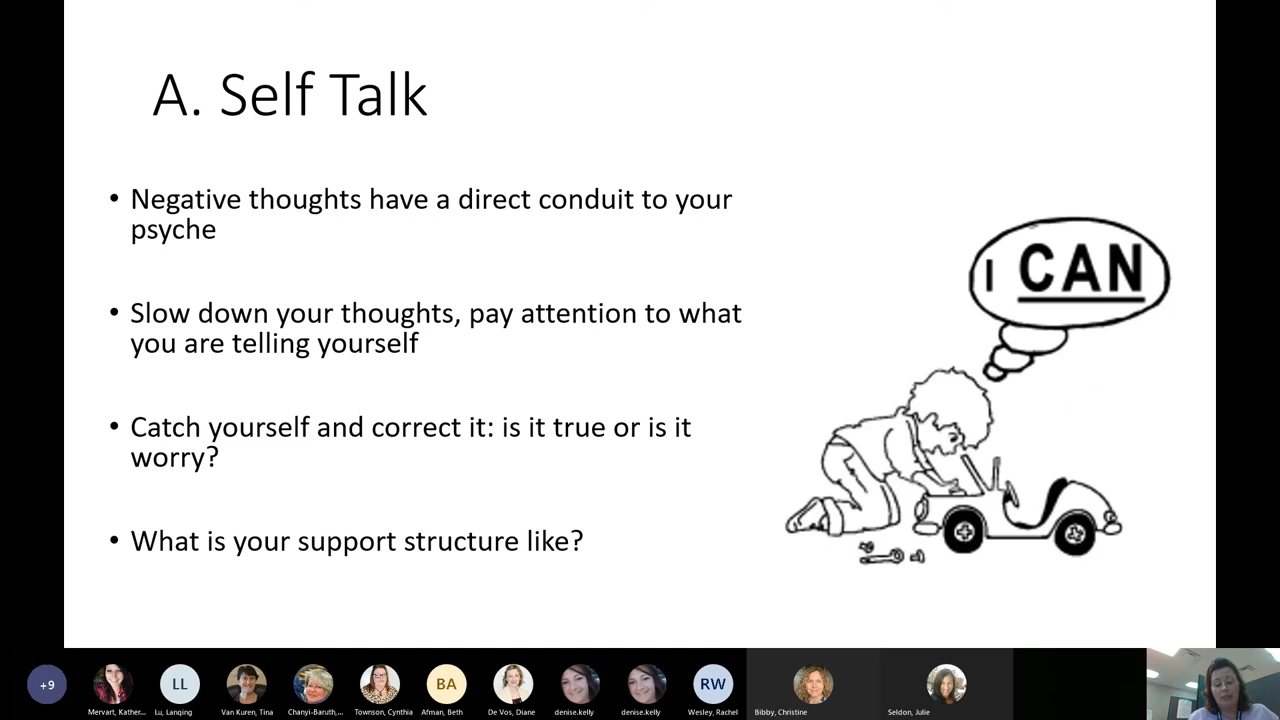 A. Self Talk
• Negative thoughts have a direct conduit to your
psyche
• Slow down your thoughts, pay attention to what
you are telling yourself
• Catch yourself and correct it: is it true or is it
worry?
• What is your support structure like?
I CAN
+9
LL
BA
RW
Mervart, Kather...
Lu, Lanqing
Van Kuren, Tina
Chanyi-Baruth,...
Townson, Cynthia
Afman, Beth
De Vos, Diane
denise.kelly
denise.kelly
Wesley, Rachel
Bibby, Christine
Seldon, Julie